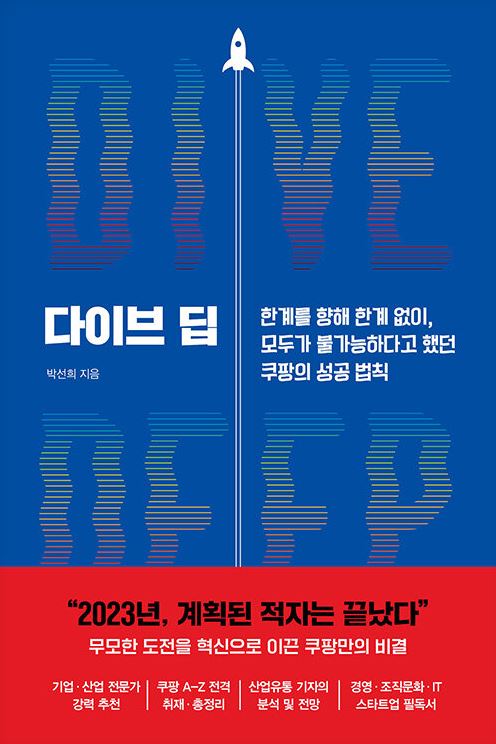 DIVE
다이브 딥
박선희 지음
한계를 향해 한계 없이,
모두가 불가능하다고 했던
쿠팡의 성공 법칙
DEEP
“2023년, 계획된 적자는 끝났다”
무모한 도전을 혁신으로 이끈 쿠팡만의 비결
기업·산업 전문가
강력 추천
쿠팡 A-Z 전격
취재·총정리
산업유통 기자의
분석 및 전망
경영·조직문화·IT
스타트업 필독서